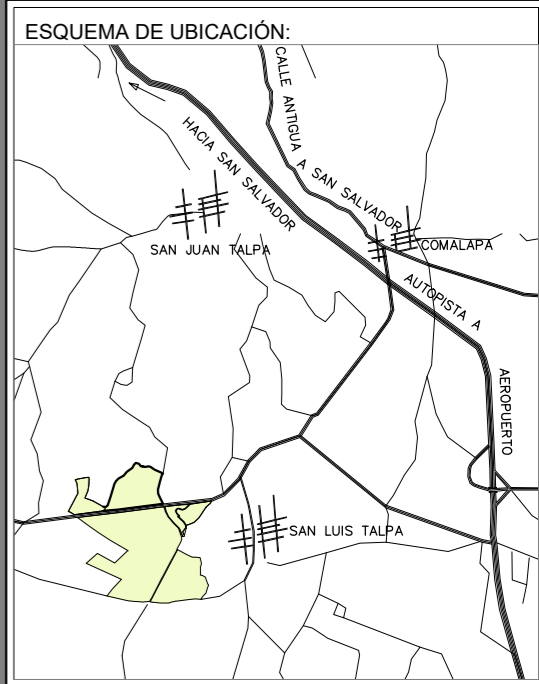 ESQUEMA DE UBICACIÓN:
CALLE ANTIGUA A SAN SALVADOR
HACIA SAN SALVADOR
SAN JUAN TALPA
COMALAPA
AUTOPISTA A
AEROPUERTO
SAN LUIS TALPA